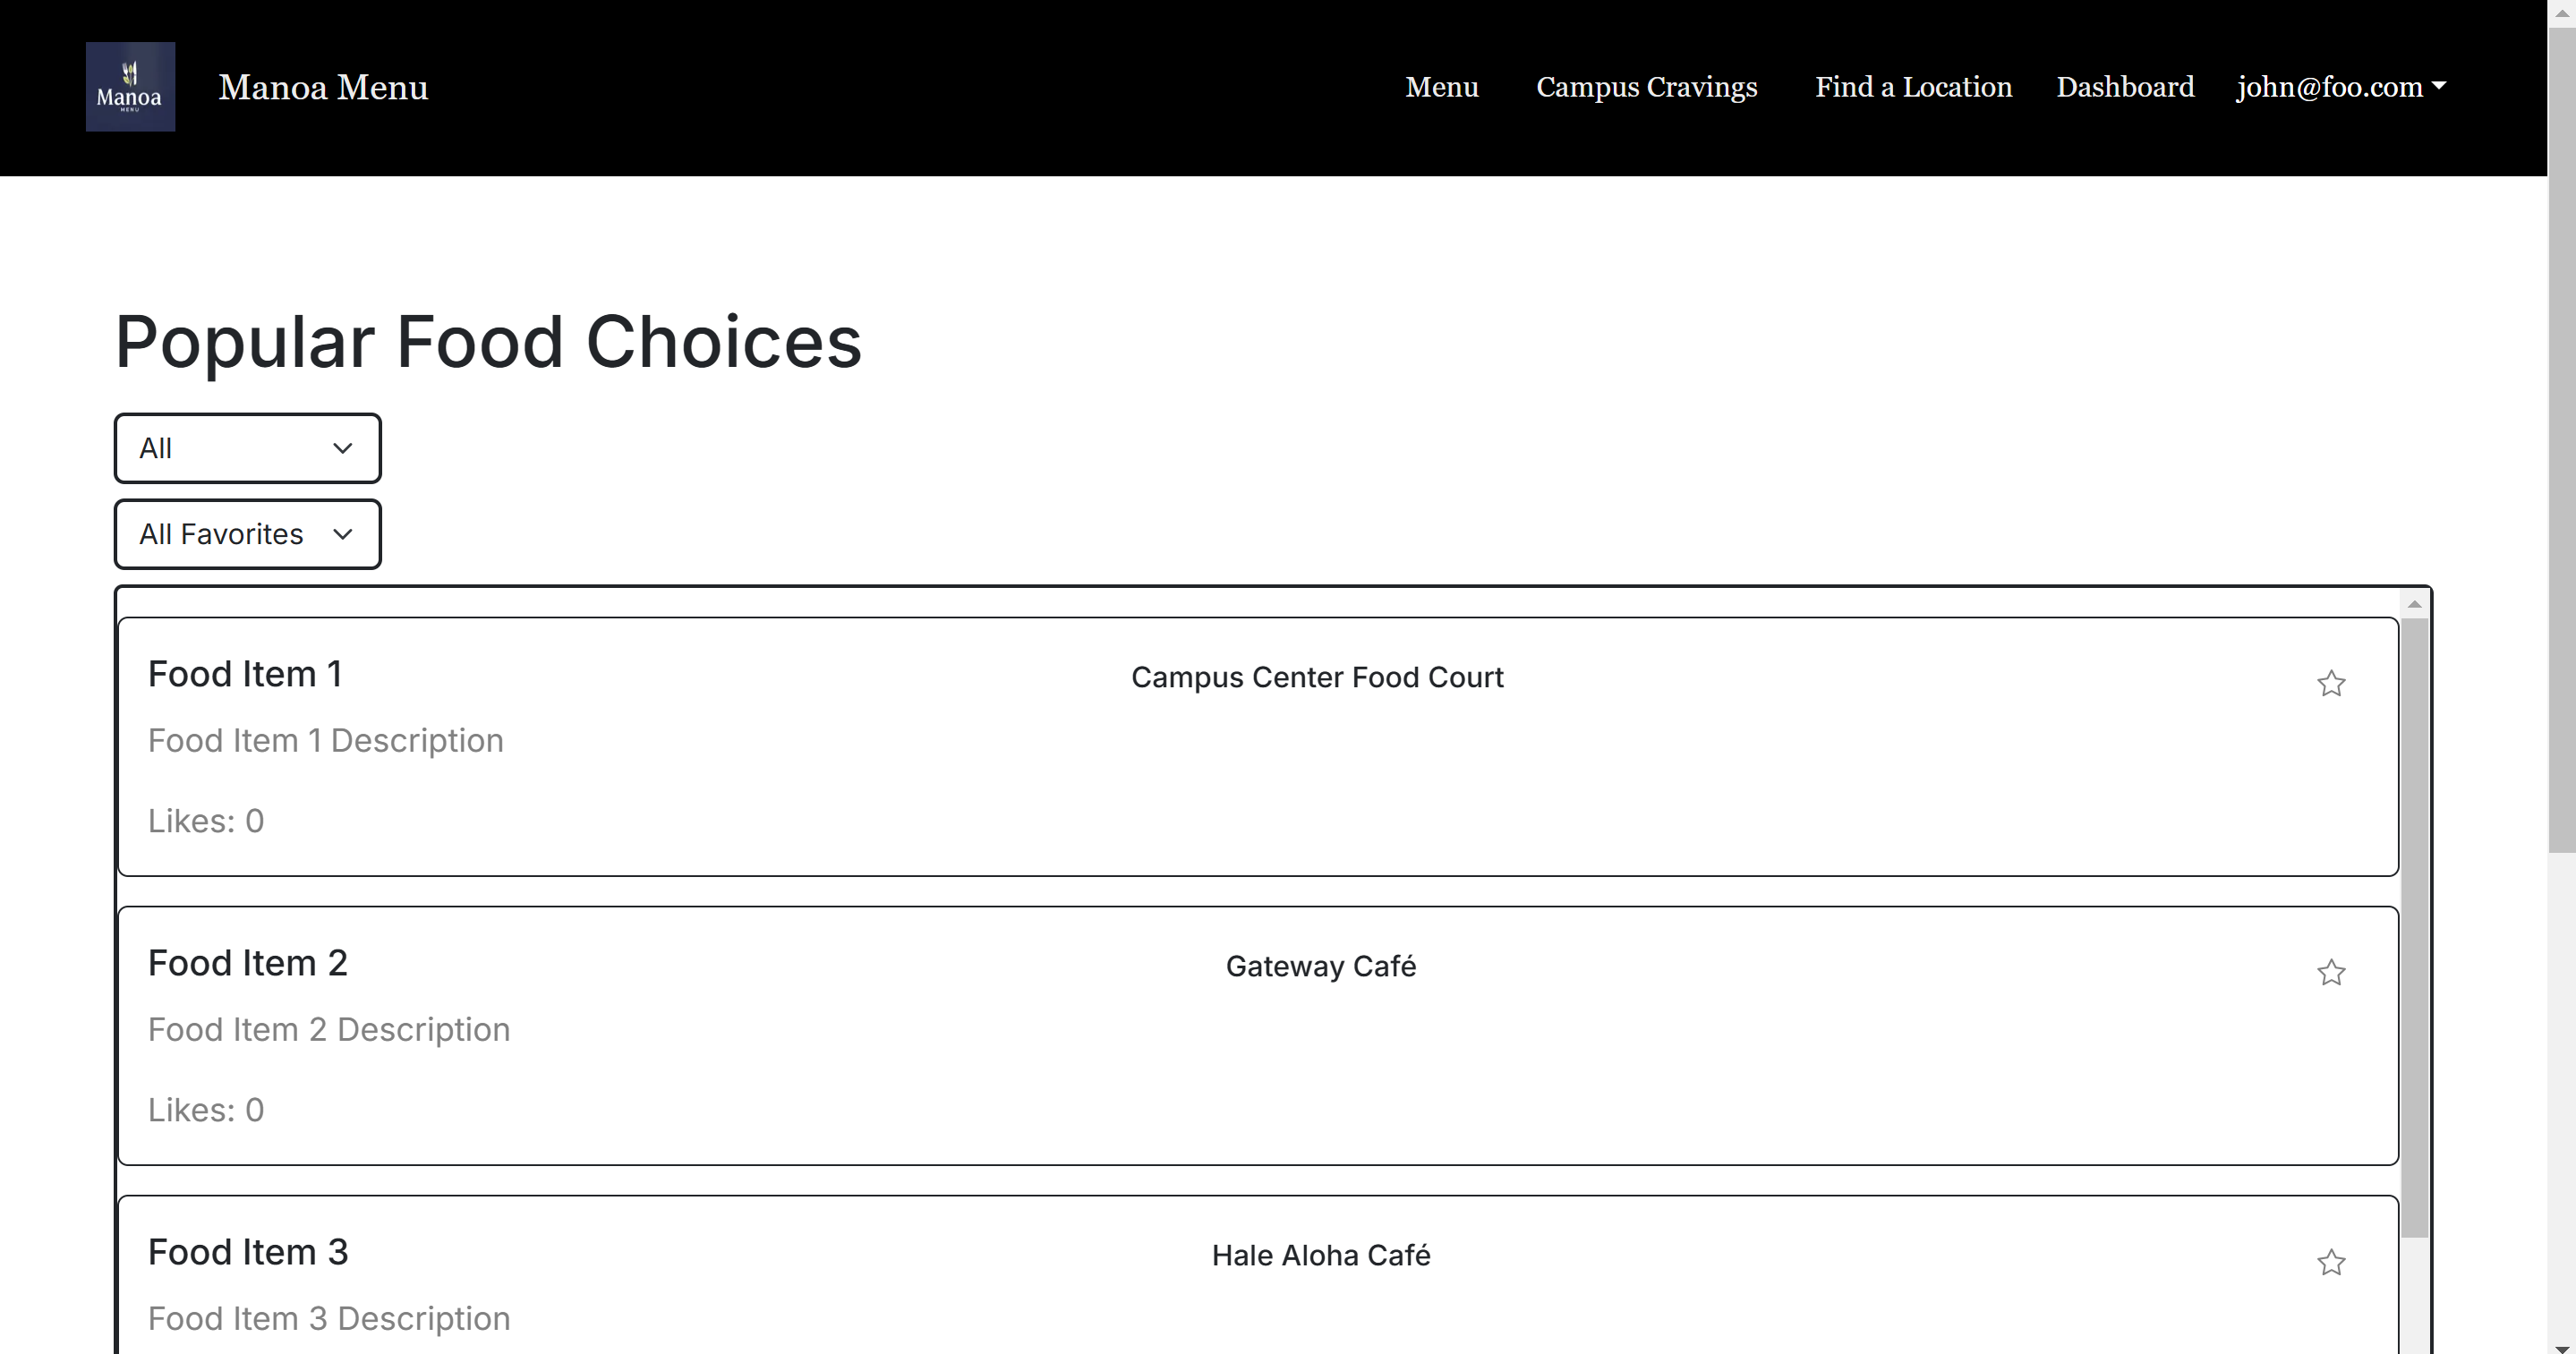 Manoa
MENU
Manoa Menu
Menu Campus Cravings Find a Location Dashboard john@foo.com
Popular Food Choices
All
All Favorites
Food Item 1 Campus Center Food Court
Food Item 1 Description
Likes: 0
Food Item 2 Gateway Café
Food Item 2 Description
Likes: 0
Food Item 3 Hale Aloha Café
Food Item 3 Description